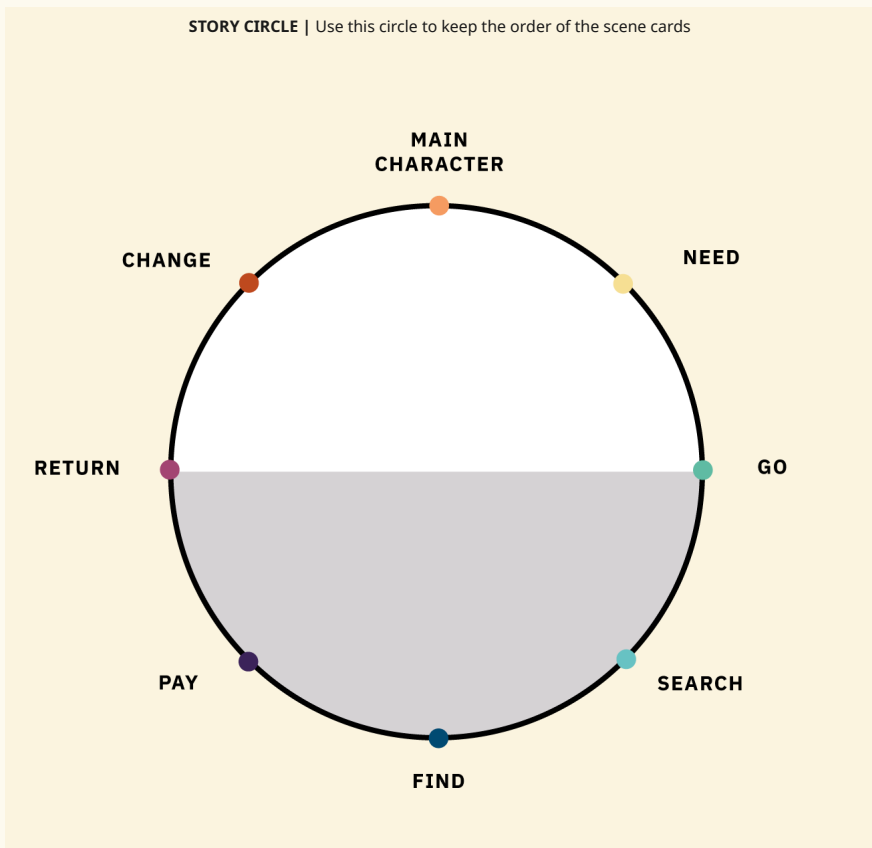 STORY CIRCLE | Use this circle to keep the order of the scene cards
MAIN
CHARACTER
NEED
GO
SEARCH
FIND
PAY
RETURN
CHANGE